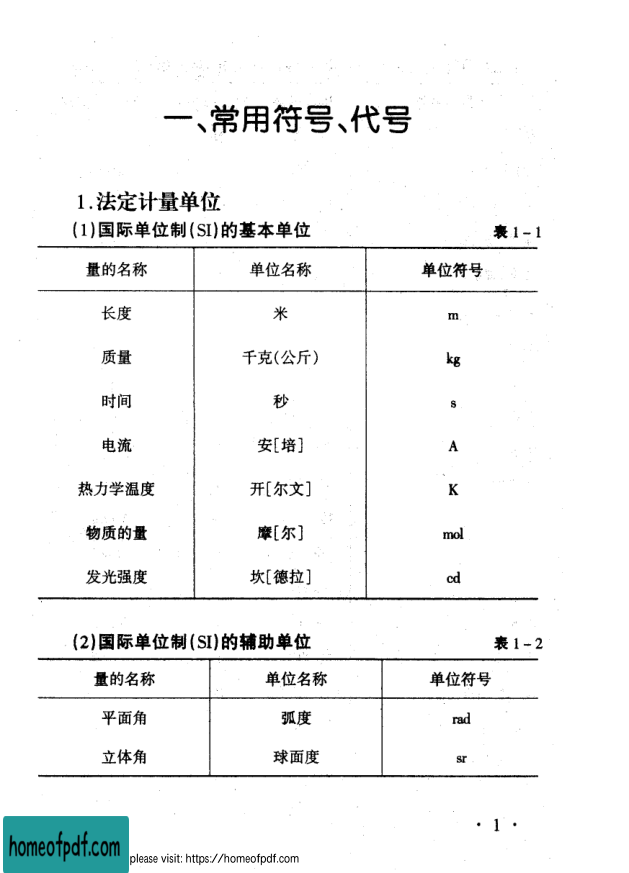 一、常用符号、代号
1.法定计量单位
(1)国际单位制(SI)的基本单位 表1-1
量的名称 单位名称 单位符号
长度 米 m
质量 千克(公斤) kg
时间 秒 s
电流 安[培] A
热力学温度 开[尔文] K
物质的量 摩[尔] mol
发光强度 坎[德拉] cd
(2)国际单位制(SI)的辅助单位 表1-2
量的名称 单位名称 单位符号
平面角 弧度 rad
立体角 球面度 sr
· 1 ·
homeofpdf.com
please visit: https://homeofpdf.com